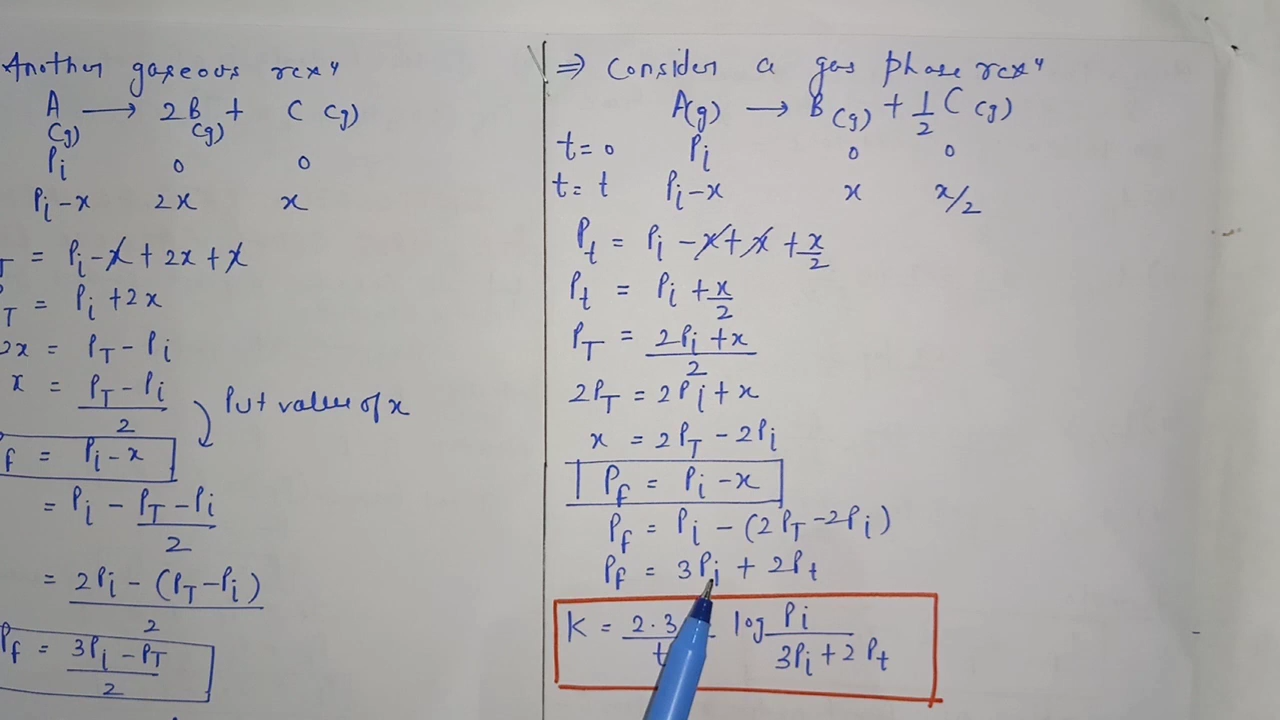 Another gaseous rcxⁿ
A → 2B + C (g)
(g) (g)
Pi 0 0
Pi-x 2x x
T = Pi-x + 2x + x
T = Pi + 2x
2x = PT - Pi
x = PT - Pi / 2
Put value of x
f = Pi - x
= Pi - PT - Pi / 2
= 2Pi - (PT - Pi) / 2
Pf = 3Pi - PT / 2
⇒ Consider a gas phase rcxⁿ
A(g) → B(g) + 1/2 C (g)
t=0 Pi 0 0
t=t Pi-x x x/2
Pt = Pi - x + x + x/2
Pt = Pi + x/2
PT = 2Pi + x / 2
2PT = 2Pi + x
x = 2PT - 2Pi
Pf = Pi - x
Pf = Pi - (2PT - 2Pi)
Pf = 3Pi + 2Pt
K = 2.3 / t log Pi / 3Pi + 2Pt